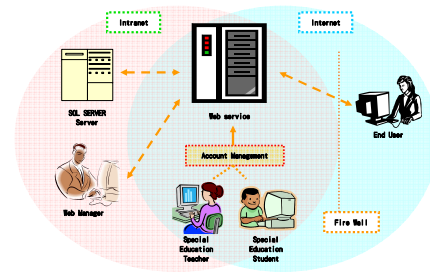 Intranet
Internet
SQL SERVER
Server
Web service
End User
Account Management
Web Manager
Fire Wall
Special
Education
Teacher
Special
Education
Student